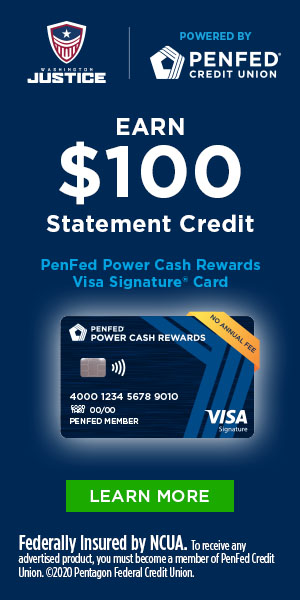 WASHINGTON
JUSTICE
POWERED BY
PENFED®
CREDIT UNION
EARN
$100
Statement Credit
PenFed Power Cash Rewards
Visa Signature® Card
NO ANNUAL FEE
PENFED®
POWER CASH REWARDS
4000 1234 5678 9010
GOOD THRU 00/00
PENFED MEMBER
VISA
Signature
LEARN MORE
Federally Insured by NCUA. To receive any
advertised product, you must become a member of PenFed Credit
Union. ©2020 Pentagon Federal Credit Union.